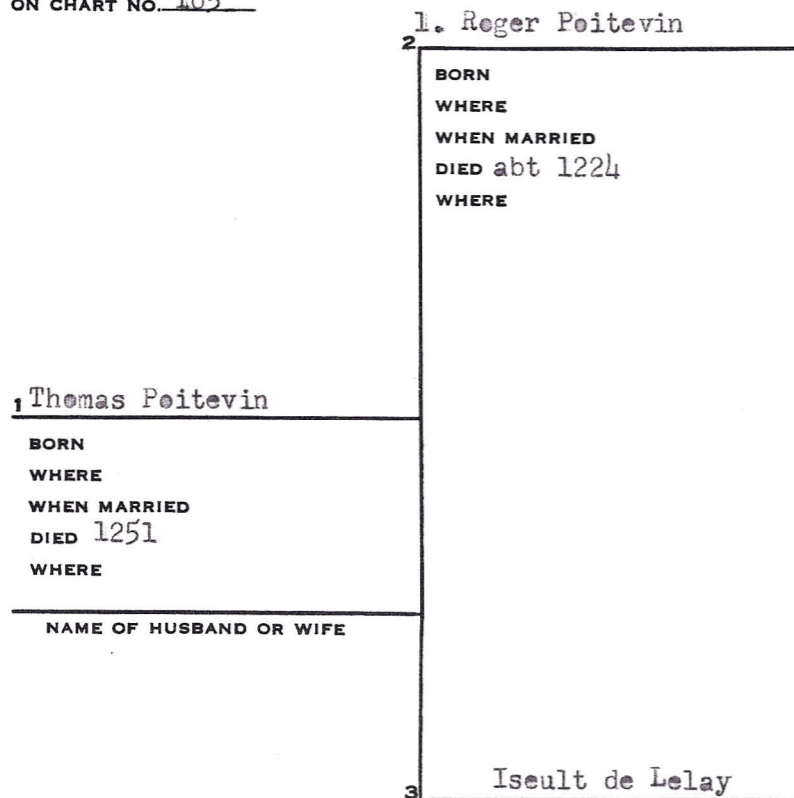 ON CHART NO. 185
1. Roger Poitevin
2
BORN
WHERE
WHEN MARRIED
DIED abt 1224
WHERE
1 Thomas Poitevin
BORN
WHERE
WHEN MARRIED
DIED 1251
WHERE
NAME OF HUSBAND OR WIFE
Iseult de Lelay
3